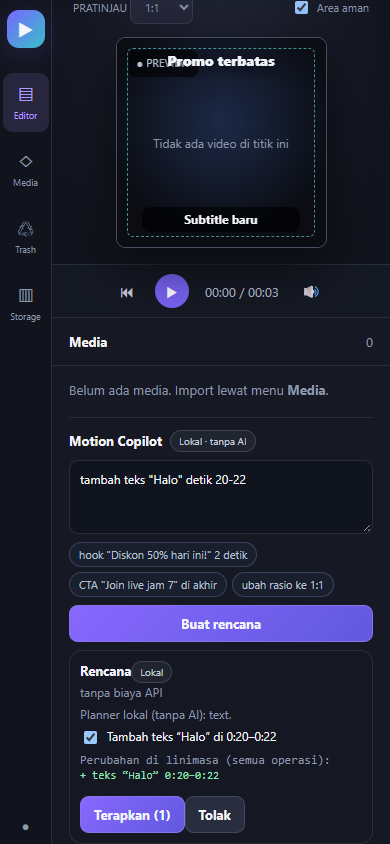 PRATINJAU
1:1
Area aman
Editor
Media
Trash
Storage
Promo terbatas
Tidak ada video di titik ini
Subtitle baru
00:00 / 00:03
Media
0
Belum ada media. Import lewat menu Media.
Motion Copilot
Lokal · tanpa AI
tambah teks "Halo" detik 20-22
hook "Diskon 50% hari ini!" 2 detik
CTA "Join live jam 7" di akhir
ubah rasio ke 1:1
Buat rencana
Rencana
Lokal
tanpa biaya API
Planner lokal (tanpa AI): text.
Tambah teks “Halo” di 0:20–0:22
Perubahan di linimasa (semua operasi):
+ teks “Halo” 0:20–0:22
Terapkan (1)
Tolak